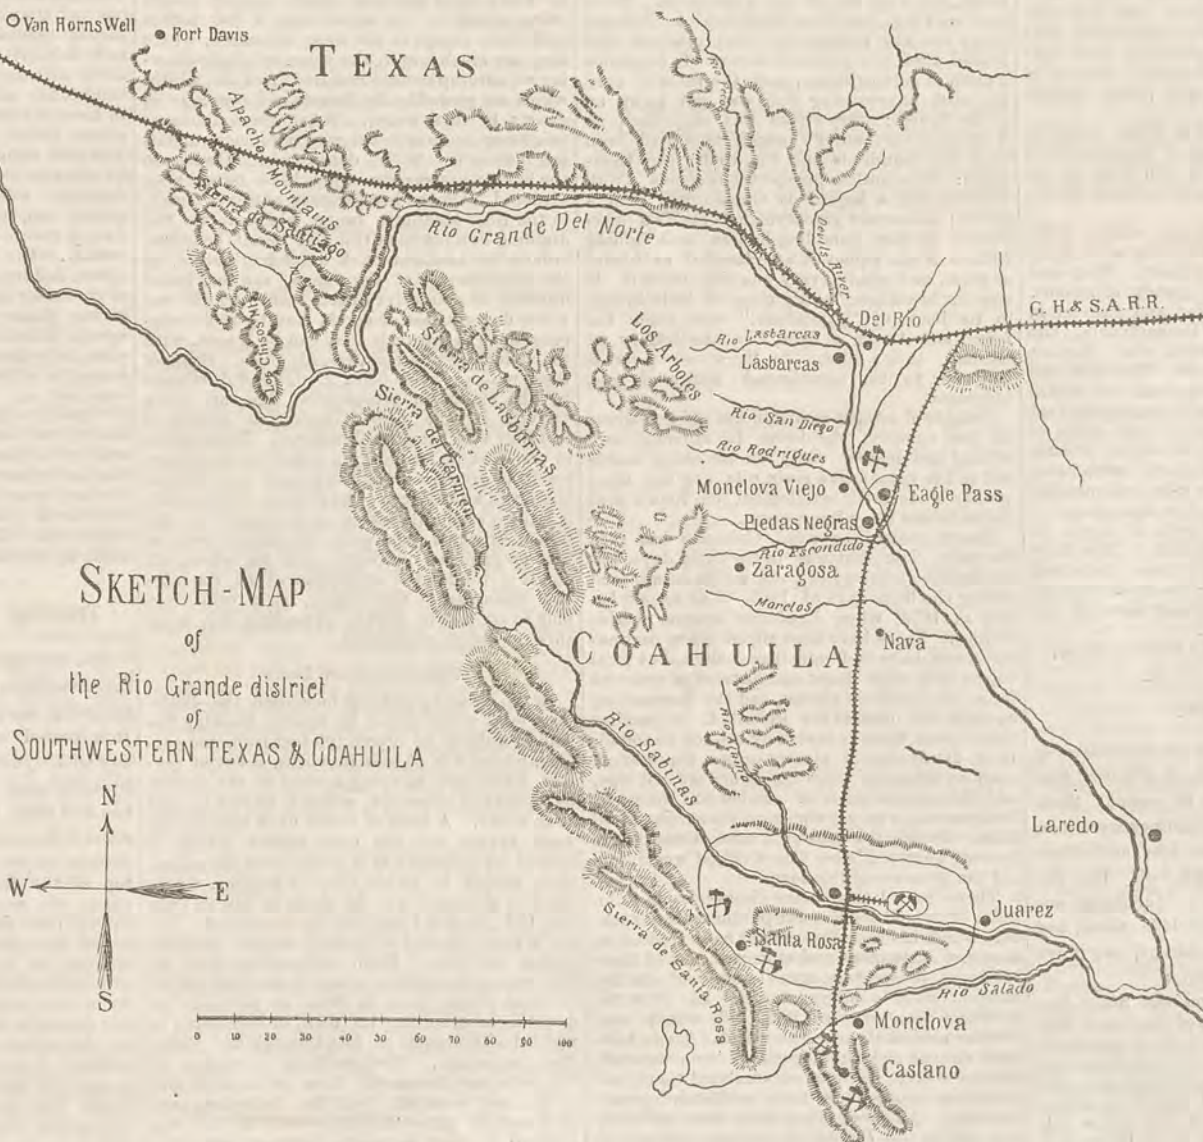 Van Horns Well
Fort Davis
TEXAS
Apache Mountains
Sierra de Santiago
Los Chisos Mts
Rio Grande Del Norte
Rio Pecos
Devils River
G. H. & S. A. R. R.
Del Rio
Rio Lasbarcas
Lasbarcas
Los Arboles
Sierra de Lasburnas
Sierra del Carmen
Rio San Diego
Rio Rodrigues
Monclova Viejo
Eagle Pass
Piedas Negras
Rio Escondido
Zaragosa
Morelos
Nava
COAHUILA
SKETCH-MAP
of
the Rio Grande district
of
SOUTHWESTERN TEXAS & COAHUILA
N
W
E
S
Rio Sabinas
Laredo
Juarez
Santa Rosa
Sierra de Santa Rosa
Rio Salado
Monclova
Castano
0 10 20 30 40 50 60 70 80 90 100